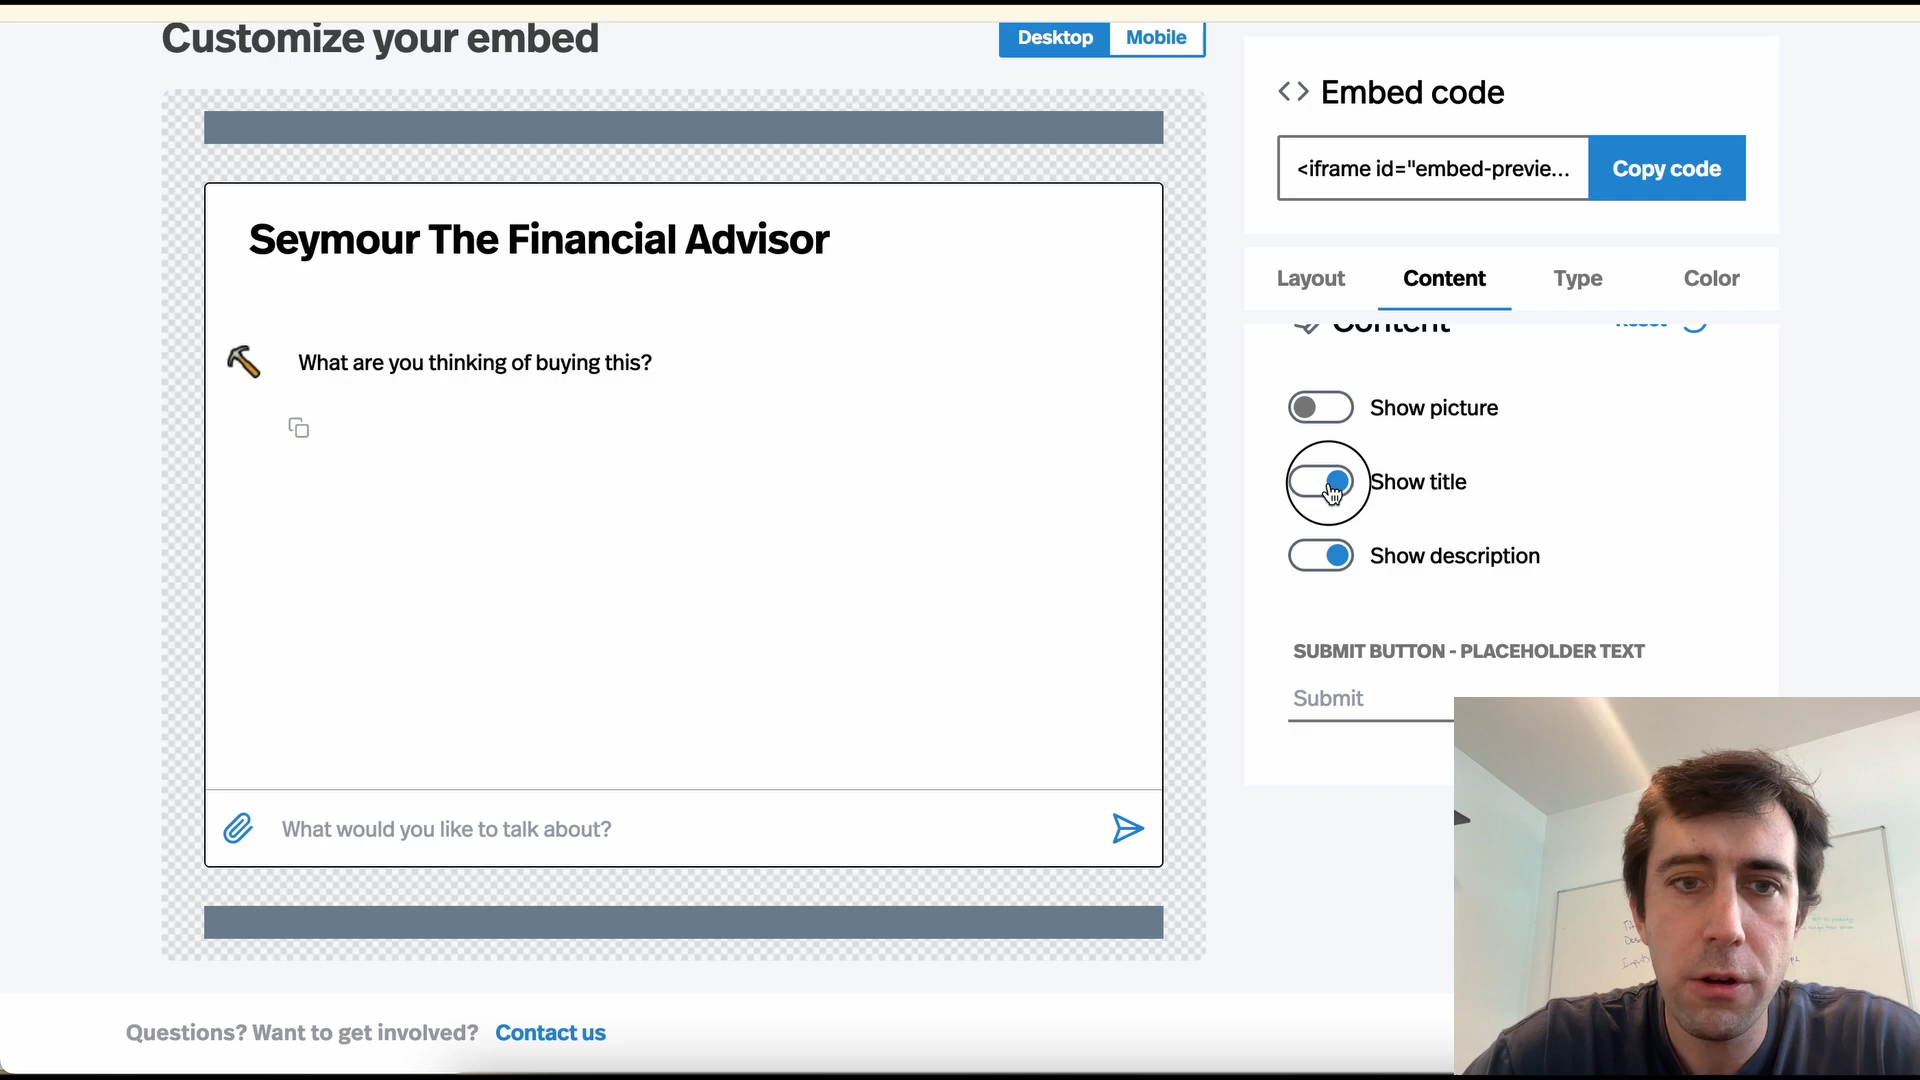 Customize your embed
Desktop
Mobile
Embed code
<iframe id="embed-previe...
Copy code
Layout
Content
Type
Color
Content
Reset
Seymour The Financial Advisor
What are you thinking of buying this?
Show picture
Show title
Show description
SUBMIT BUTTON - PLACEHOLDER TEXT
Submit
What would you like to talk about?
Questions? Want to get involved?
Contact us